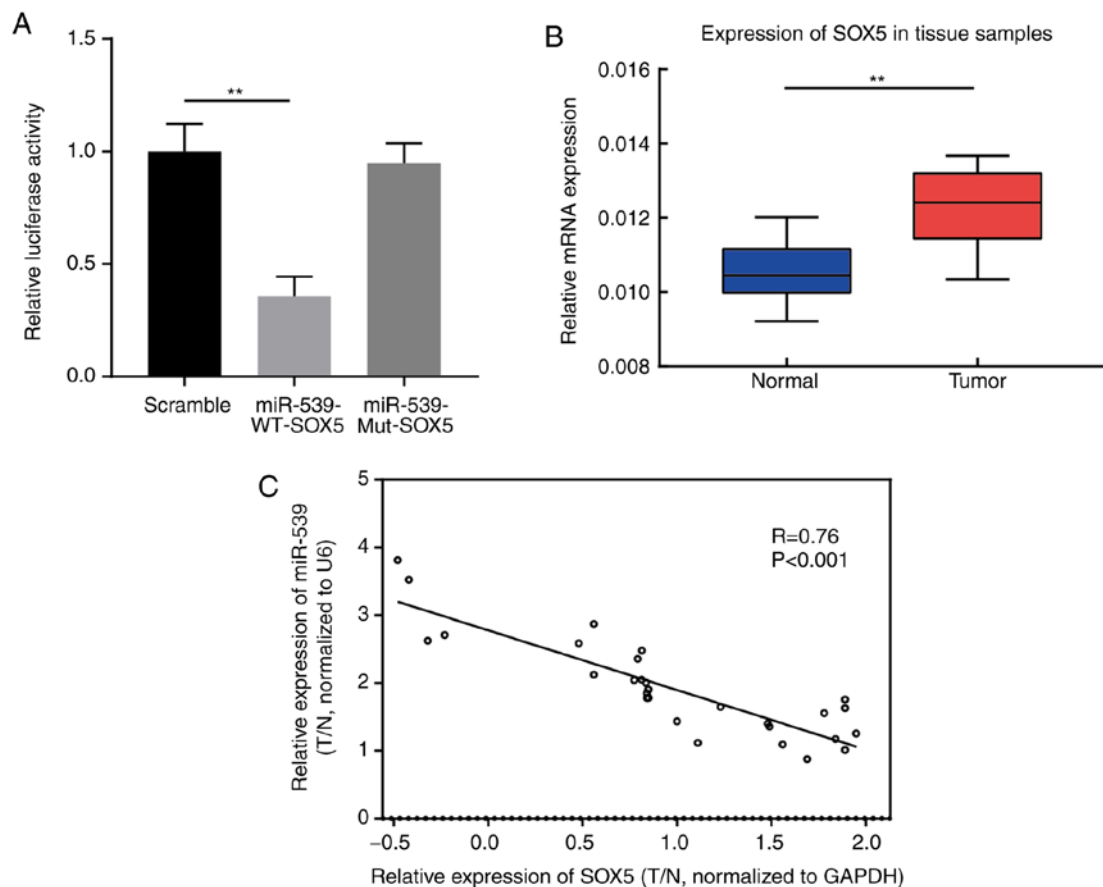 A
1.5
1.0
0.5
0.0
Relative luciferase activity
**
Scramble
miR-539-
WT-SOX5
miR-539-
Mut-SOX5
B
Expression of SOX5 in tissue samples
0.016
0.014
0.012
0.010
0.008
Relative mRNA expression
**
Normal
Tumor
C
5
4
3
2
1
0
Relative expression of miR-539
(T/N, normalized to U6)
R=0.76
P<0.001
−0.5
0.0
0.5
1.0
1.5
2.0
Relative expression of SOX5 (T/N, normalized to GAPDH)